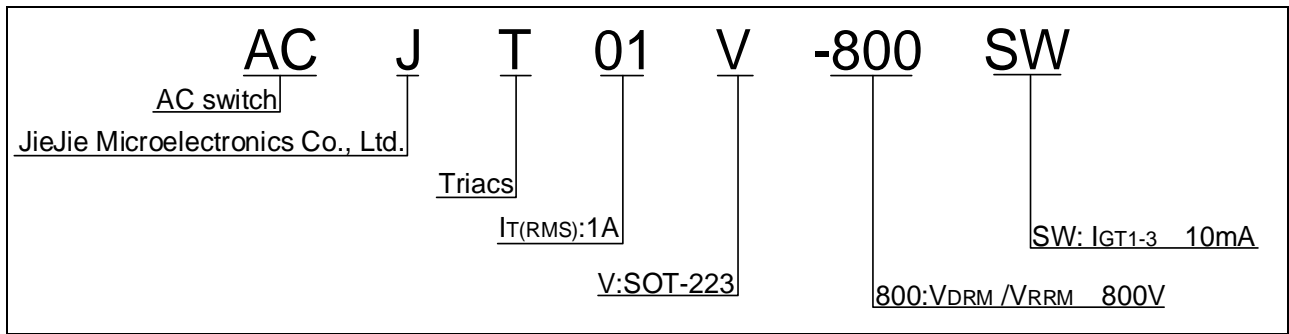 AC J T 01 V -800 SW
AC switch
JieJie Microelectronics Co., Ltd.
Triacs
IT(RMS):1A
SW: IGT1-3 10mA
V:SOT-223
800:VDRM /VRRM 800V